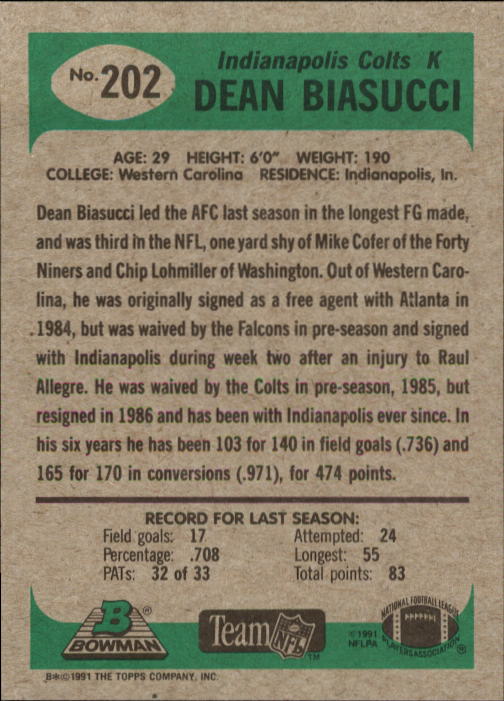 No. 202
Indianapolis Colts K
DEAN BIASUCCI
AGE: 29 HEIGHT: 6'0" WEIGHT: 190
COLLEGE: Western Carolina RESIDENCE: Indianapolis, In.
Dean Biasucci led the AFC last season in the longest FG made,
and was third in the NFL, one yard shy of Mike Cofer of the Forty
Niners and Chip Lohmiller of Washington. Out of Western Caro-
lina, he was originally signed as a free agent with Atlanta in
1984, but was waived by the Falcons in pre-season and signed
with Indianapolis during week two after an injury to Raul
Allegre. He was waived by the Colts in pre-season, 1985, but
resigned in 1986 and has been with Indianapolis ever since. In
his six years he has been 103 for 140 in field goals (.736) and
165 for 170 in conversions (.971), for 474 points.
RECORD FOR LAST SEASON:
Field goals: 17 Attempted: 24
Percentage: .708 Longest: 55
PATs: 32 of 33 Total points: 83
B ®
BOWMAN
Team NFL ™
© 1991
NFLPA
NATIONAL FOOTBALL LEAGUE
PLAYERS ASSOCIATION ®
B*© 1991 THE TOPPS COMPANY, INC.